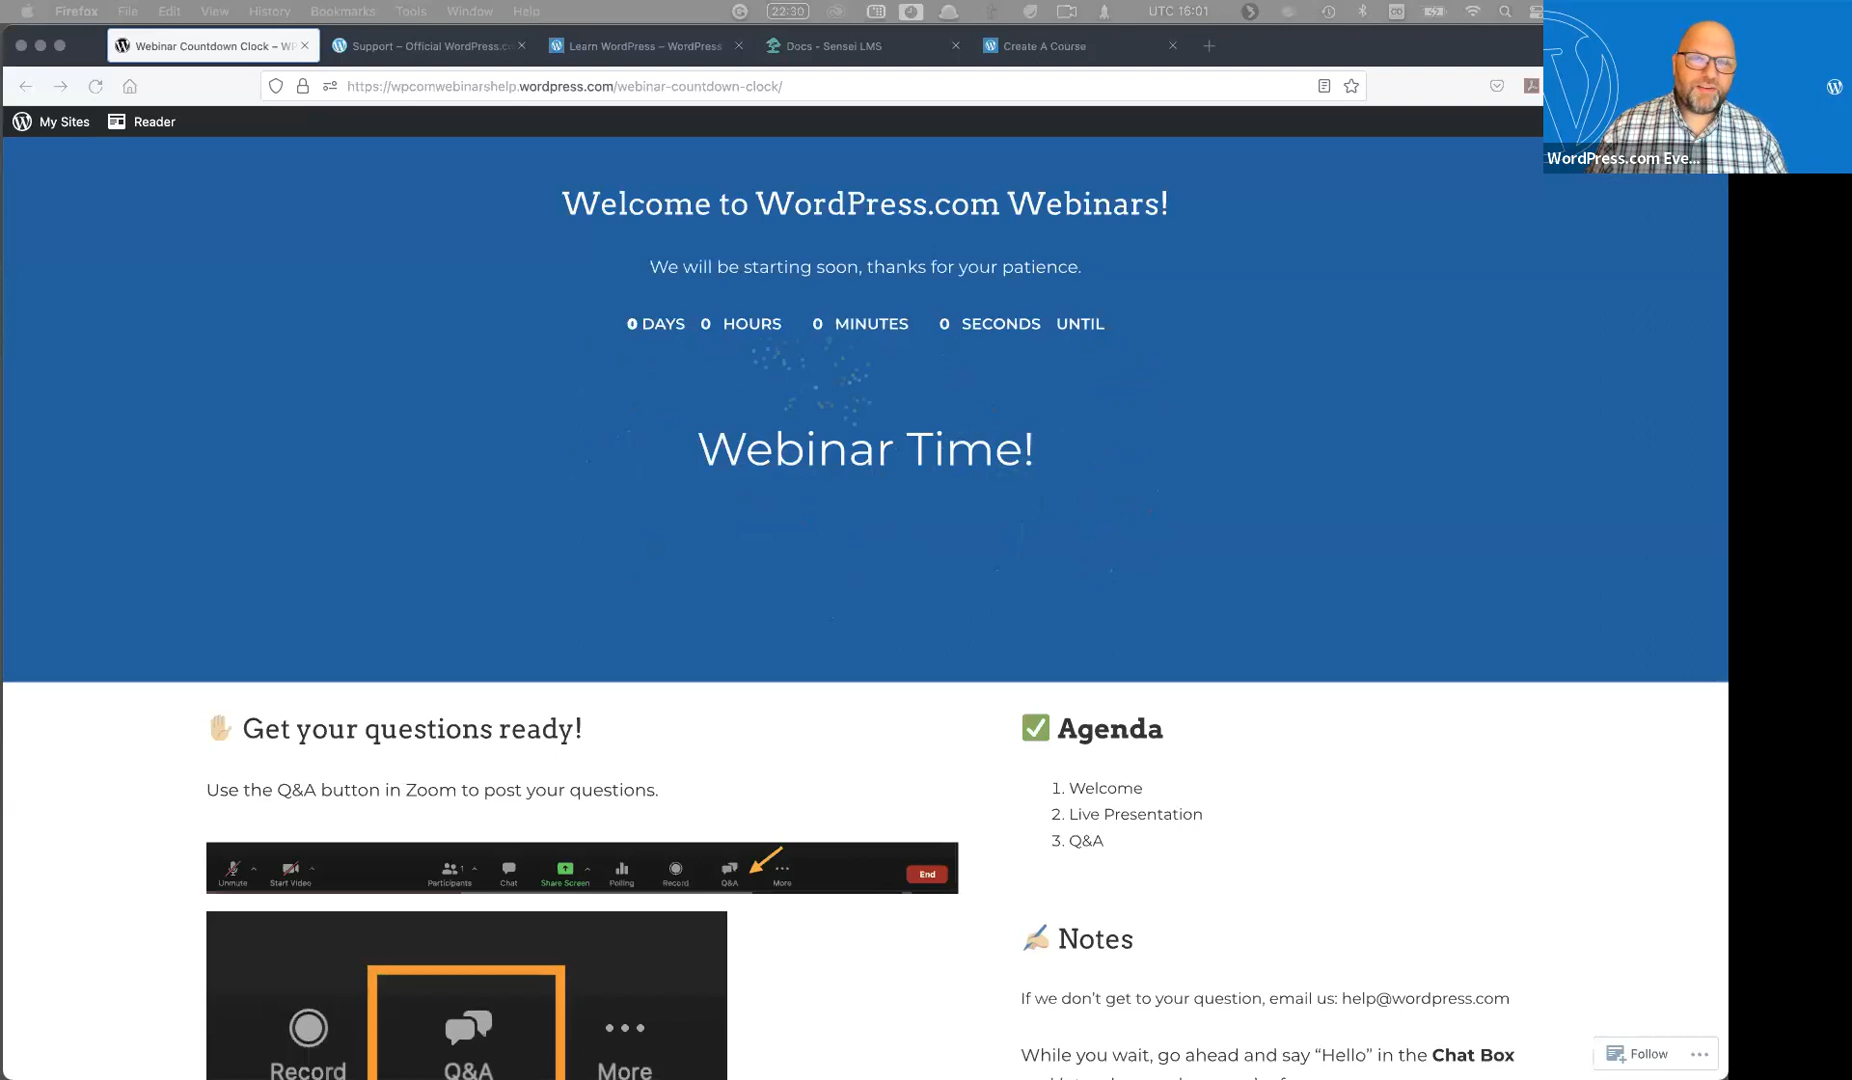 Firefox File Edit View History Bookmarks Tools Window Help 22:30 UTC 16:01
Webinar Countdown Clock – WP
Support – Official WordPress.co
Learn WordPress – WordPress
Docs - Sensei LMS
Create A Course
https://wpcomwebinarshelp.wordpress.com/webinar-countdown-clock/
My Sites Reader
WordPress.com Eve...
Welcome to WordPress.com Webinars!
We will be starting soon, thanks for your patience.
0 DAYS 0 HOURS 0 MINUTES 0 SECONDS UNTIL
Webinar Time!
✋🏼 Get your questions ready!
Use the Q&A button in Zoom to post your questions.
Unmute Start Video Participants 1 Chat Share Screen Polling Record Q&A More End
Record Q&A More
✅ Agenda
1. Welcome
2. Live Presentation
3. Q&A
✍🏼 Notes
If we don’t get to your question, email us: help@wordpress.com
While you wait, go ahead and say “Hello” in the Chat Box
Follow